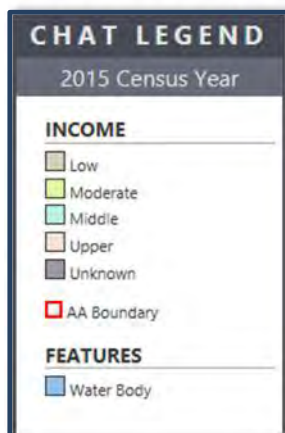 CHAT LEGEND
2015 Census Year
INCOME
Low
Moderate
Middle
Upper
Unknown
AA Boundary
FEATURES
Water Body